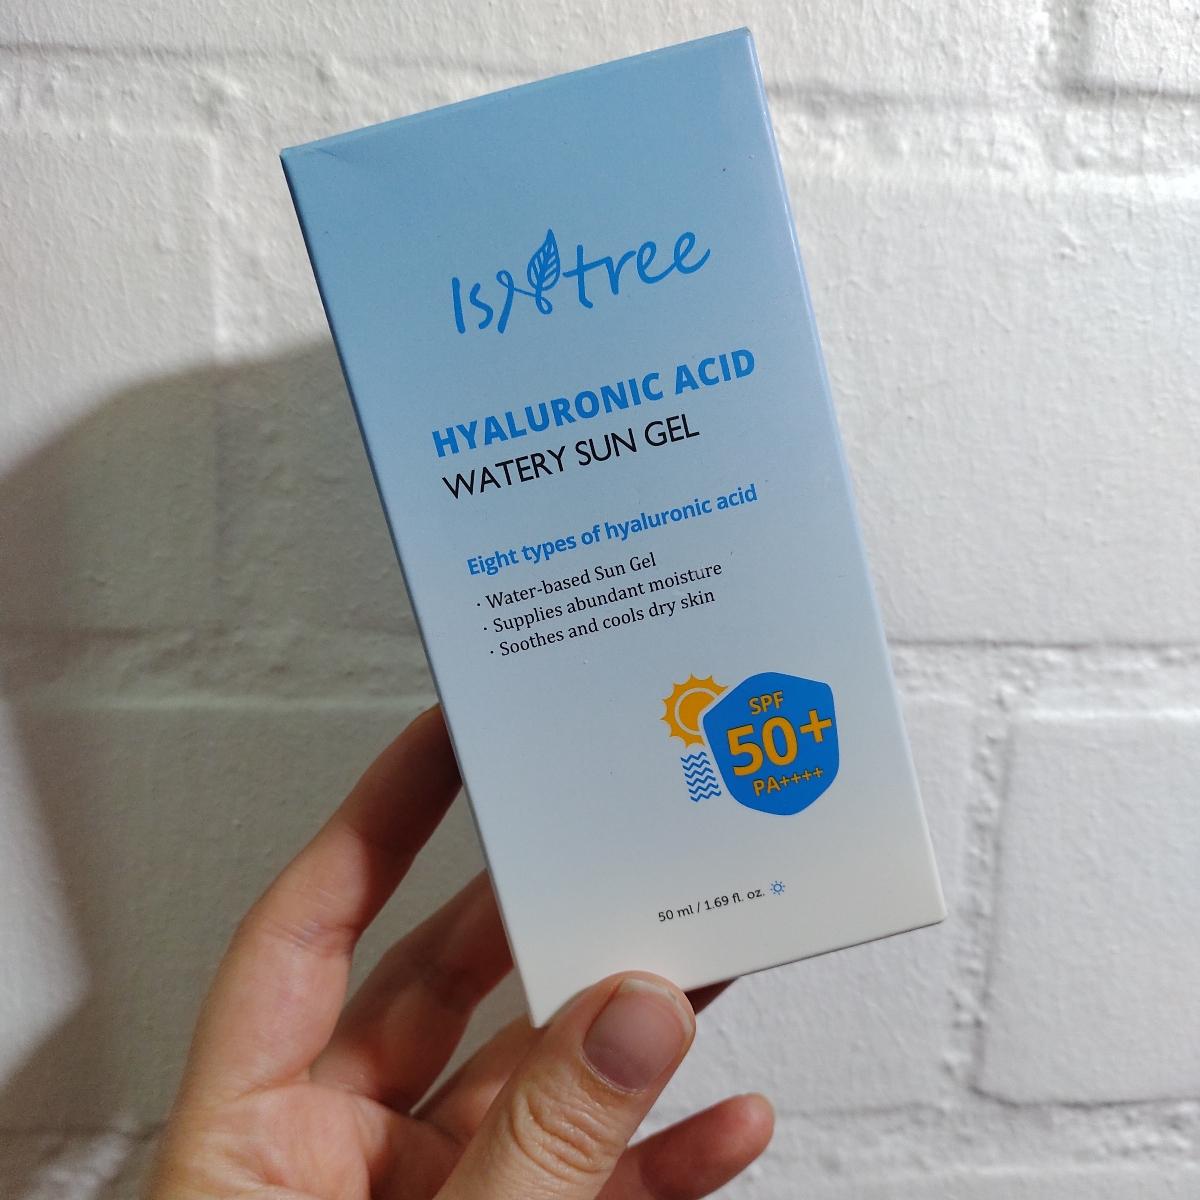 Isntree
HYALURONIC ACID
WATERY SUN GEL
Eight types of hyaluronic acid
· Water-based Sun Gel
· Supplies abundant moisture
· Soothes and cools dry skin
SPF
50+
PA++++
50 ml / 1.69 fl. oz.